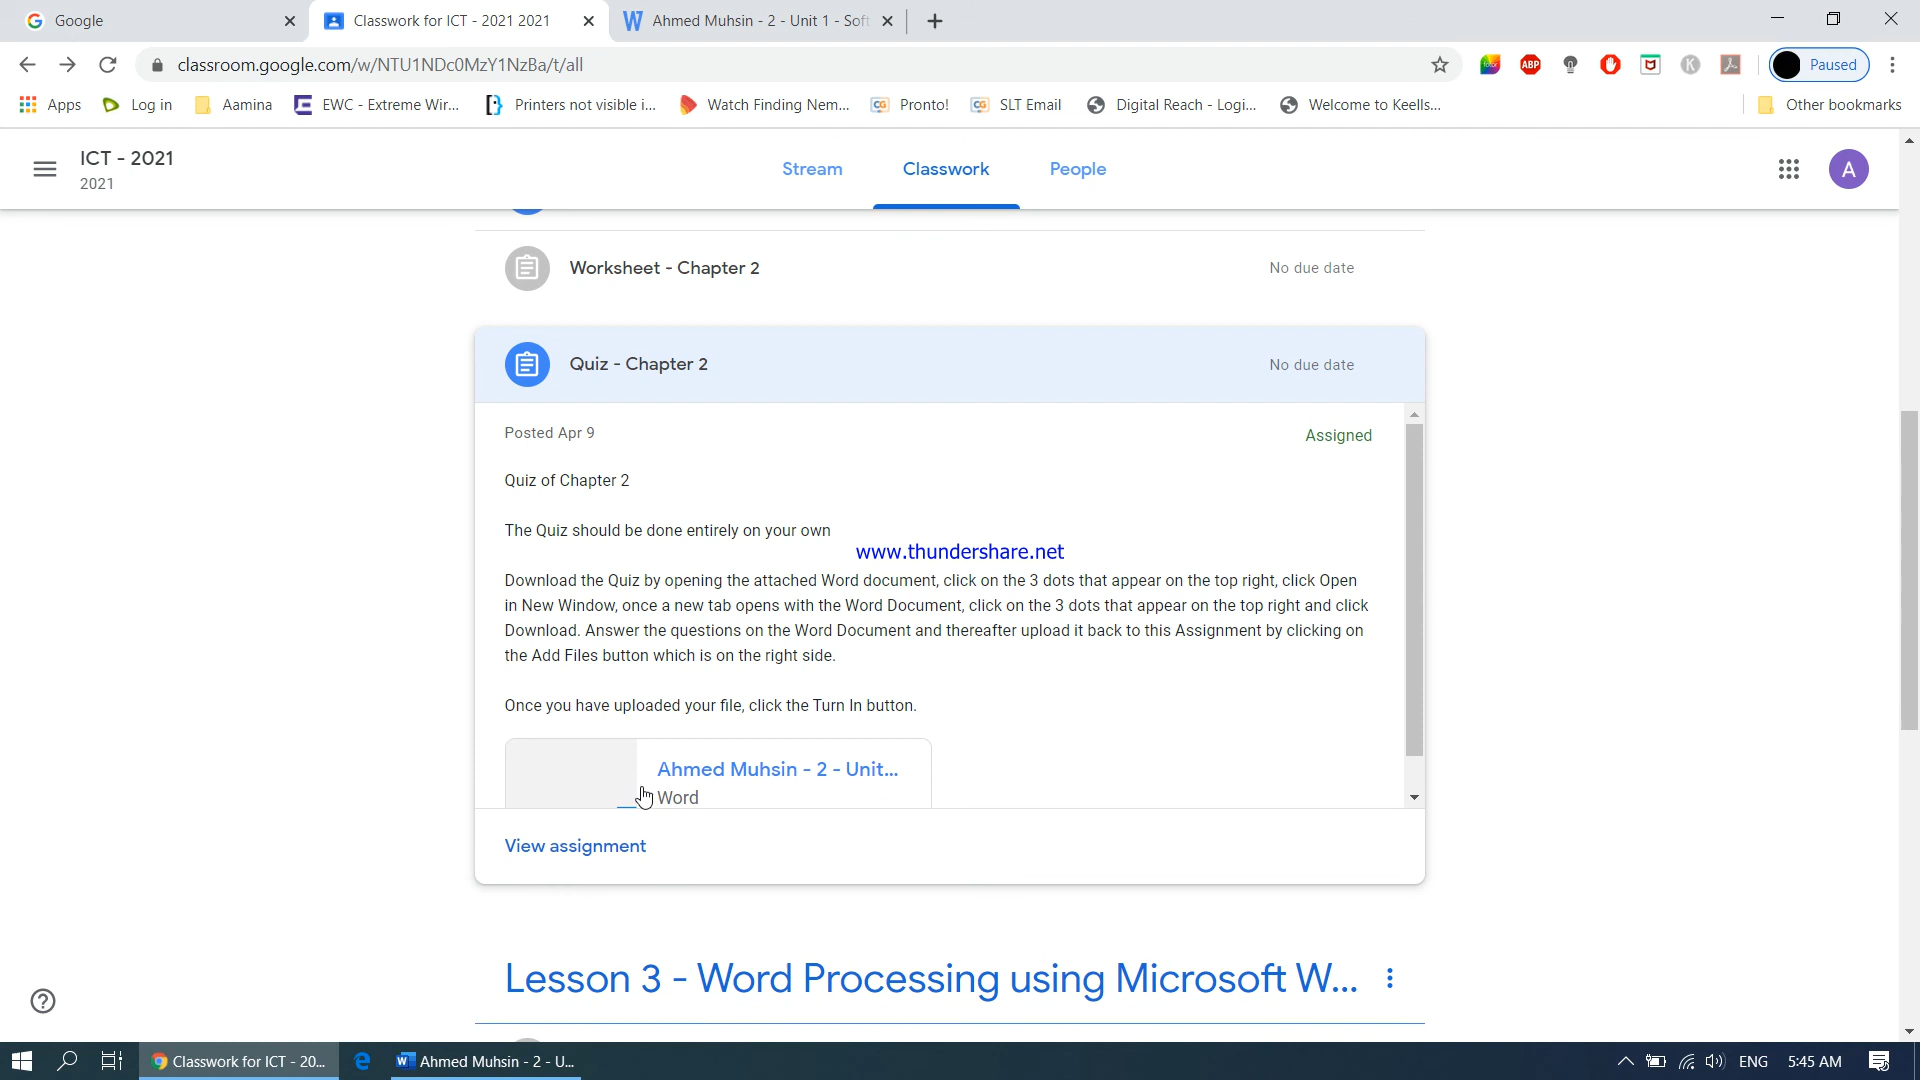 Google
Classwork for ICT - 2021 2021
Ahmed Muhsin - 2 - Unit 1 - Soft
classroom.google.com/w/NTU1NDc0MzY1NzBa/t/all
ABP
K
Paused
Apps
Log in
Aamina
EWC - Extreme Wir...
Printers not visible i...
Watch Finding Nem...
CG Pronto!
CG SLT Email
Digital Reach - Logi...
Welcome to Keells...
Other bookmarks
ICT - 2021
2021
Stream
Classwork
People
A
Worksheet - Chapter 2
No due date
Quiz - Chapter 2
No due date
Posted Apr 9
Assigned
Quiz of Chapter 2
The Quiz should be done entirely on your own
www.thundershare.net
Download the Quiz by opening the attached Word document, click on the 3 dots that appear on the top right, click Open
in New Window, once a new tab opens with the Word Document, click on the 3 dots that appear on the top right and click
Download. Answer the questions on the Word Document and thereafter upload it back to this Assignment by clicking on
the Add Files button which is on the right side.
Once you have uploaded your file, click the Turn In button.
Ahmed Muhsin - 2 - Unit...
Word
View assignment
Lesson 3 - Word Processing using Microsoft W...
Classwork for ICT - 20...
Ahmed Muhsin - 2 - U...
ENG
5:45 AM